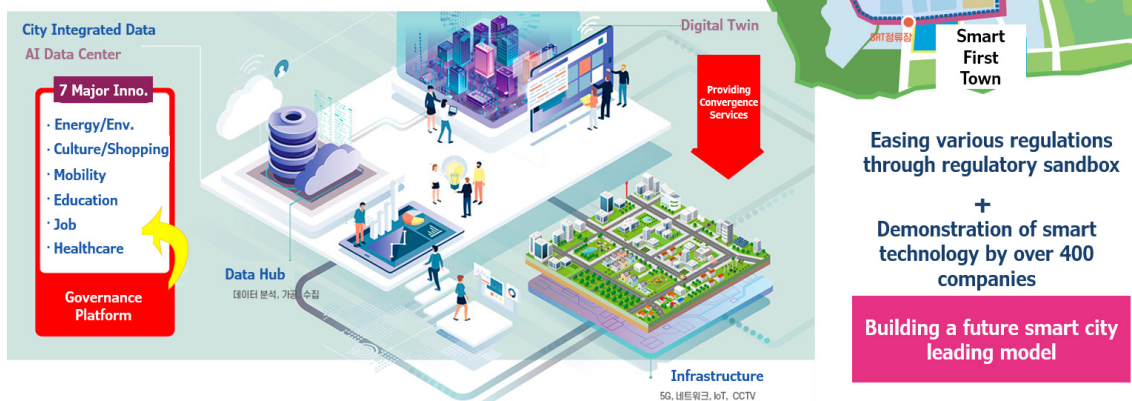 City Integrated Data
AI Data Center
7 Major Inno.
· Energy/Env.
· Culture/Shopping
· Mobility
· Education
· Job
· Healthcare
Governance
Platform
Data Hub
데이터 분석, 가공, 수집
Digital Twin
Providing
Convergence
Services
Infrastructure
5G, 네트워크, IoT, CCTV
BRT정류장
Smart
First
Town
Easing various regulations
through regulatory sandbox
+
Demonstration of smart
technology by over 400
companies
Building a future smart city
leading model